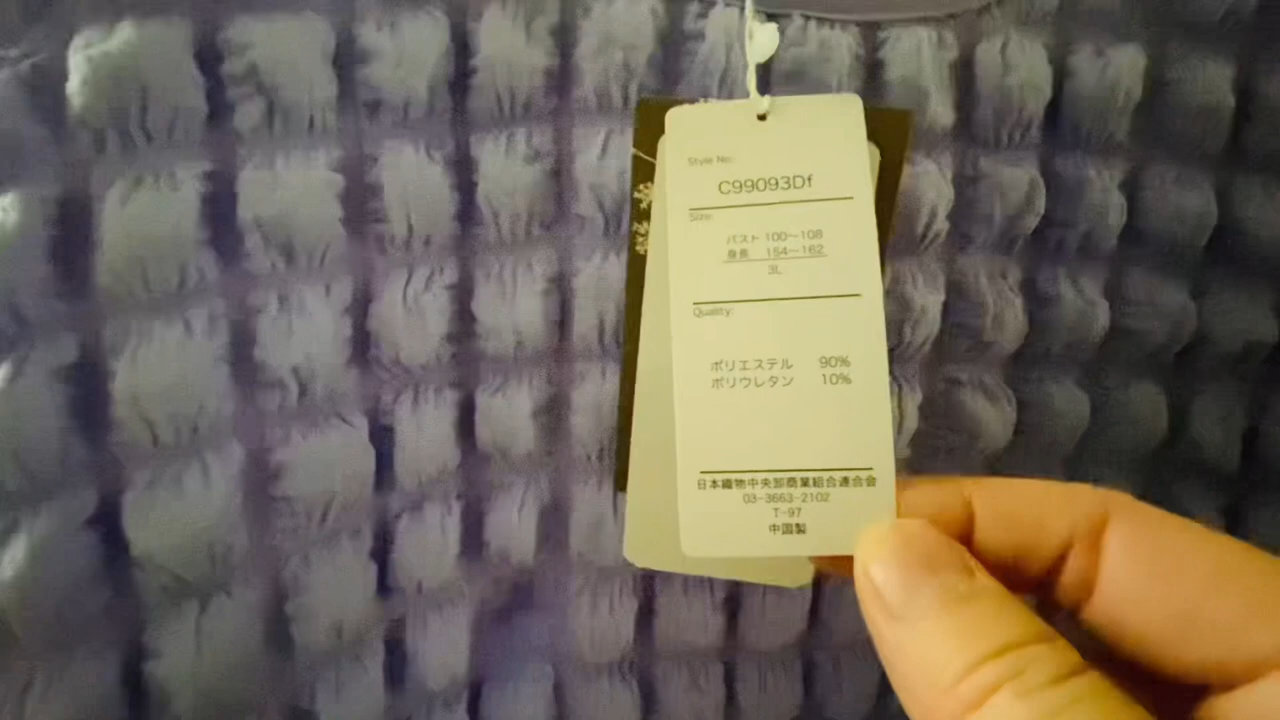 Style No:
C99093Df
Size:
バスト 100～108
身長 154～162
3L
Quality:
ポリエステル 90%
ポリウレタン 10%
日本織物中央卸商業組合連合会
03-3663-2102
T-97
中国製